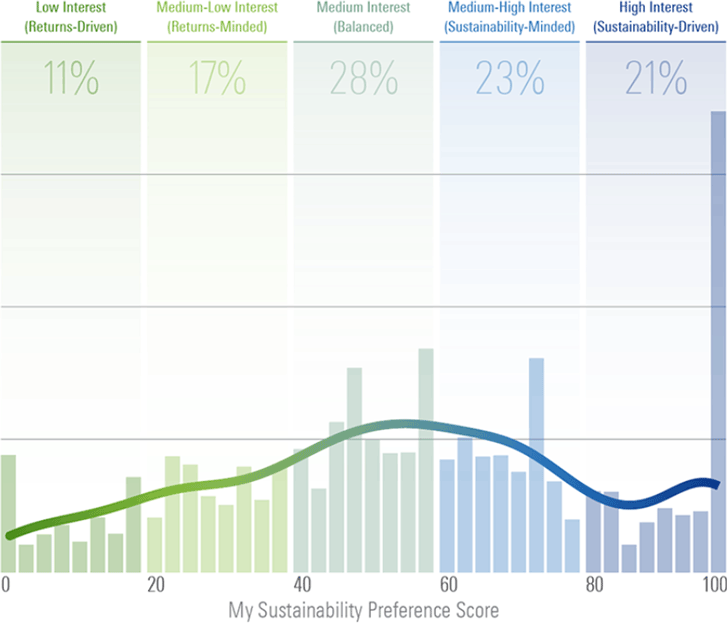 Low Interest
(Returns-Driven)
Medium-Low Interest
(Returns-Minded)
Medium Interest
(Balanced)
Medium-High Interest
(Sustainability-Minded)
High Interest
(Sustainability-Driven)
11% 17% 28% 23% 21%
0 20 40 60 80 100
My Sustainability Preference Score